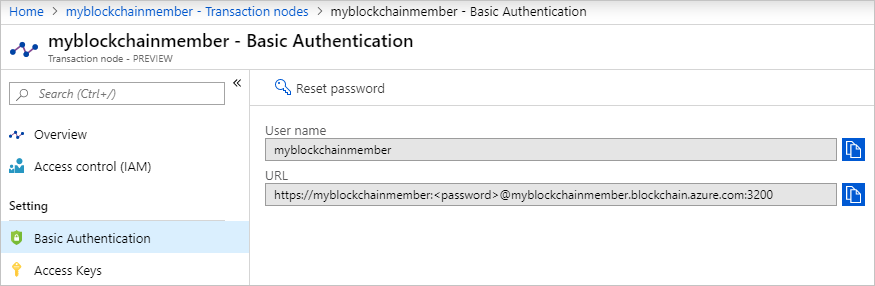 Home > myblockchainmember - Transaction nodes > myblockchainmember - Basic Authentication
myblockchainmember - Basic Authentication
Transaction node - PREVIEW
Search (Ctrl+/)
«
Overview
Access control (IAM)
Setting
Basic Authentication
Access Keys
Reset password
User name
myblockchainmember
URL
https://myblockchainmember:<password>@myblockchainmember.blockchain.azure.com:3200